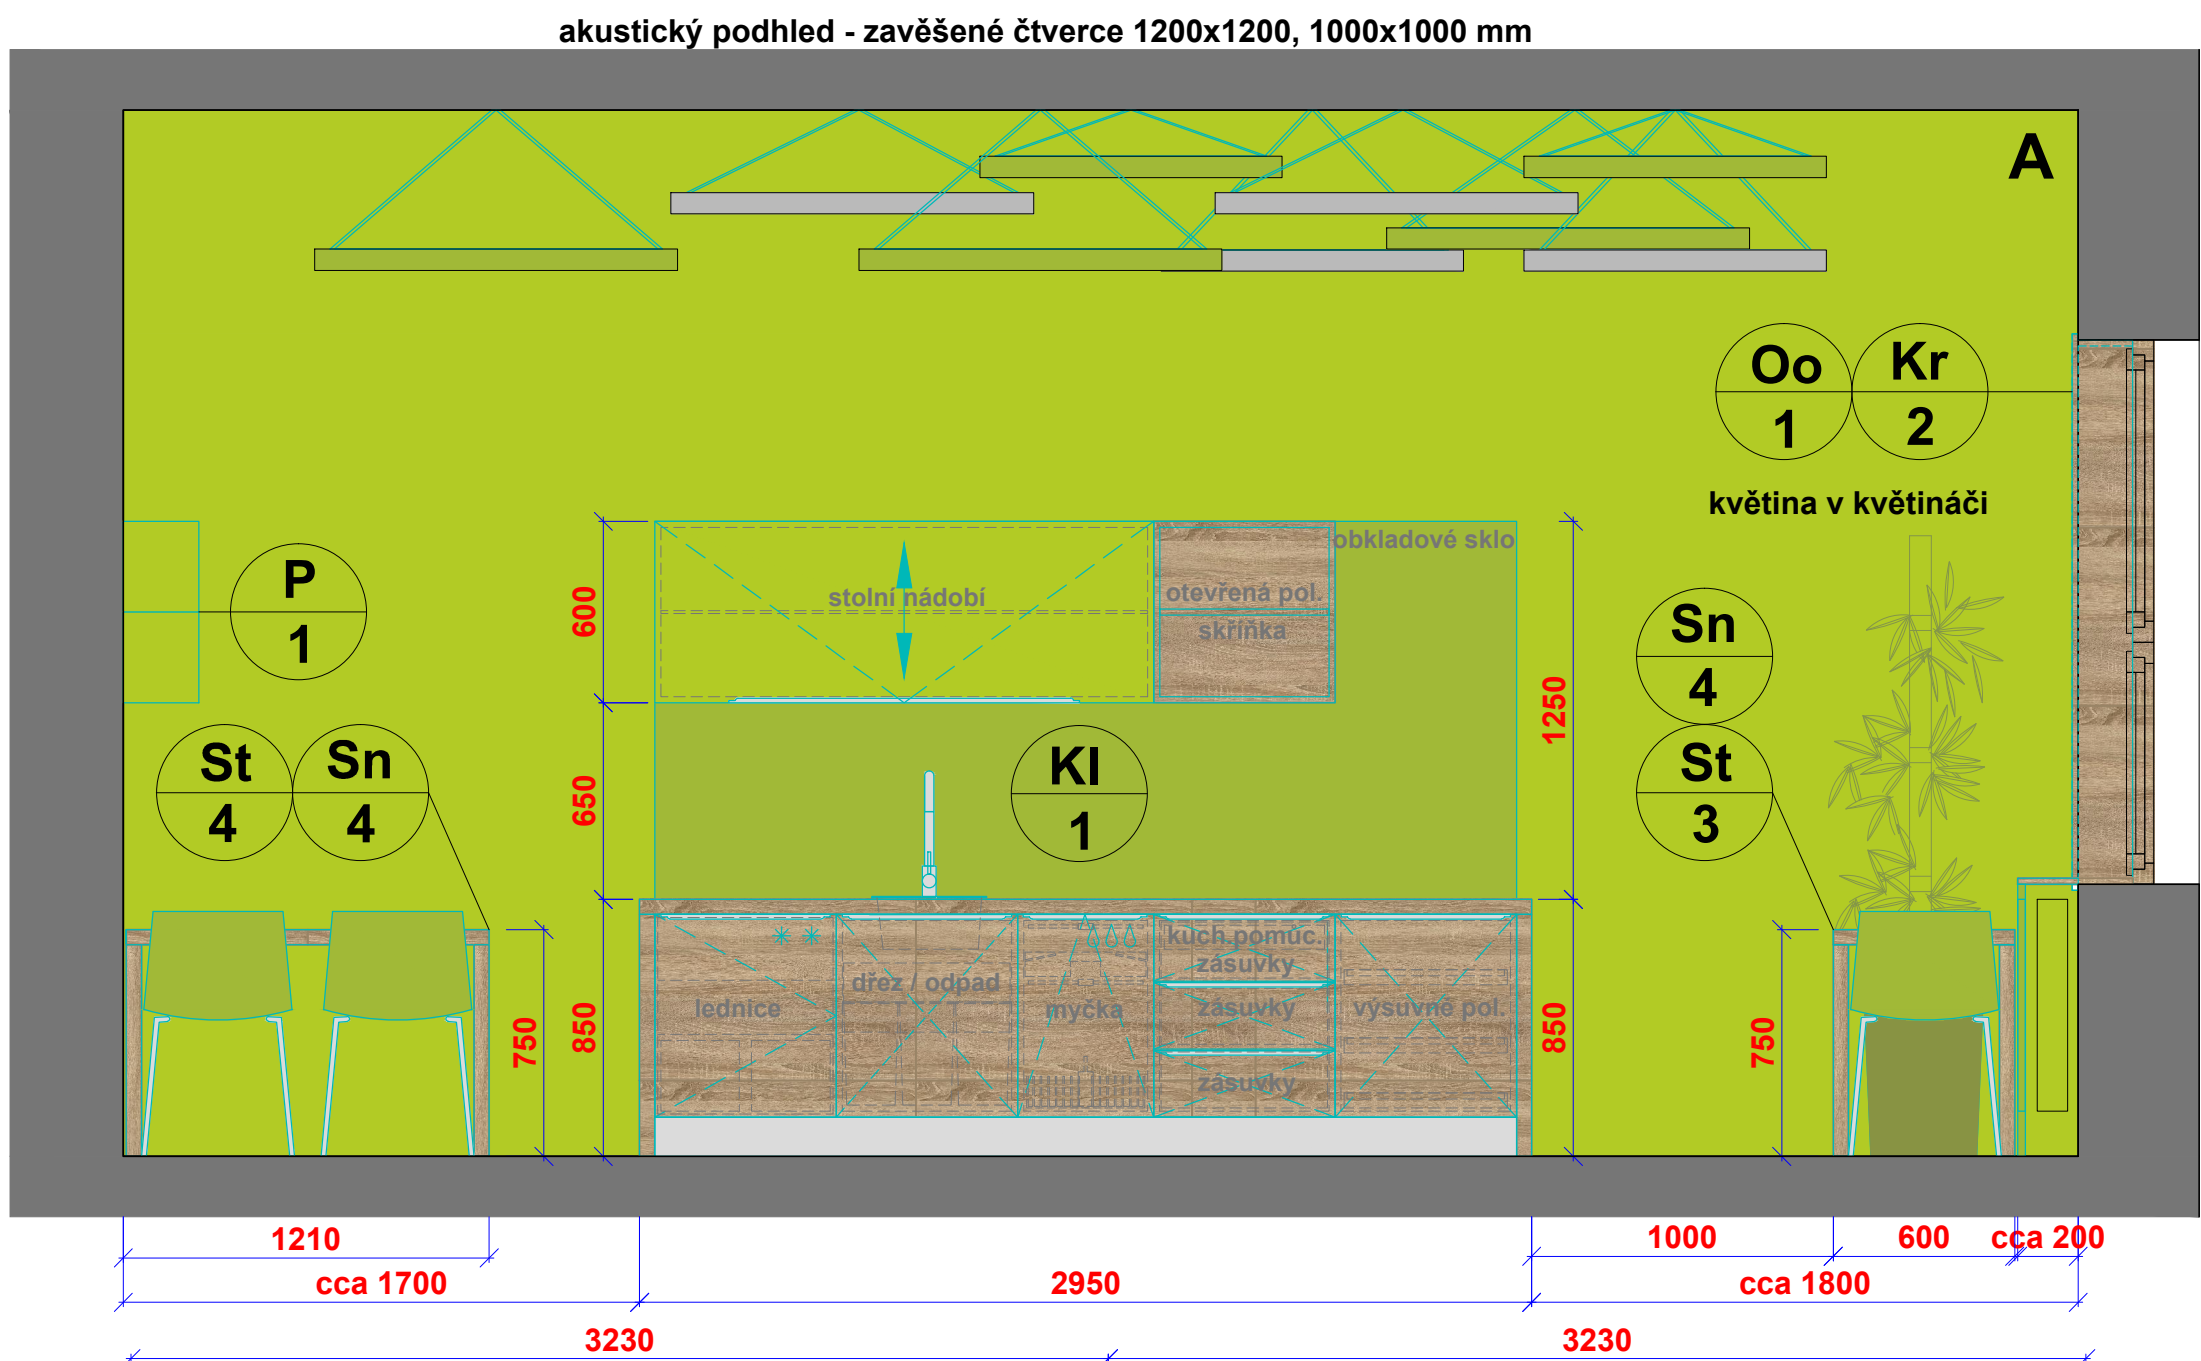 akustický podhled - zavěšené čtverce 1200x1200, 1000x1000 mm
A
Oo
1
Kr
2
květina v květináči
obkladové sklo
P
1
600
stolní nádobí
otevřená pol.
skříňka
Sn
4
St
3
1250
St
4
Sn
4
650
Kl
1
kuch.pomuc.
zásuvky
dřez / odpad
lednice
myčka
zásuvky
výsuvné pol.
zásuvky
750
850
850
750
1210
1000
600
cca 200
cca 1700
2950
cca 1800
3230
3230